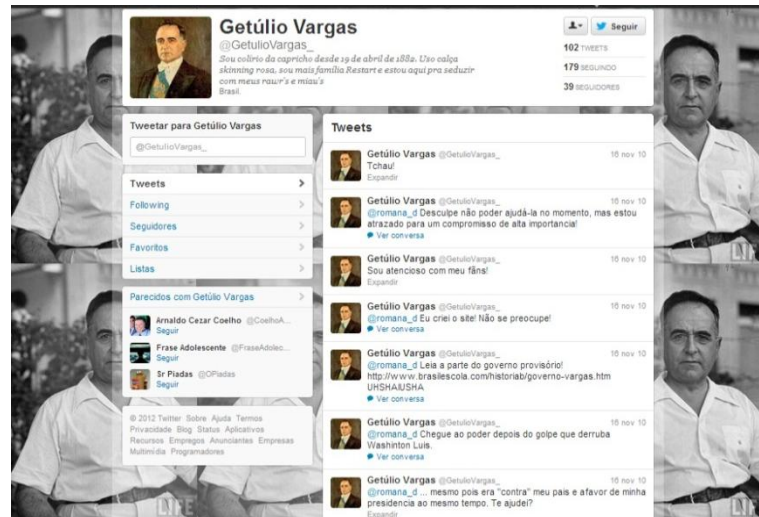 Getúlio Vargas
@GetulioVargas_
Sou colírio da capricho desde 19 de abril de 1882. Uso calça
skinning rosa, sou mais família Restart e estou aqui pra seduzir
com meus rawr's e miau's
Brasil.
Seguir
102 TWEETS
179 SEGUINDO
39 SEGUIDORES
Tweetar para Getúlio Vargas
@GetulioVargas_
Tweets
Following
Seguidores
Favoritos
Listas
Parecidos com Getúlio Vargas
Arnaldo Cezar Coelho @CoelhoA...
Seguir
Frase Adolescente @FraseAdolec...
Seguir
Sr Piadas @OPiadas
Seguir
© 2012 Twitter Sobre Ajuda Termos
Privacidade Blog Status Aplicativos
Recursos Empregos Anunciantes Empresas
Multimídia Programadores
Tweets
Getúlio Vargas @GetulioVargas_ 16 nov 10
Tchau!
Expandir
Getúlio Vargas @GetulioVargas_ 16 nov 10
@romana_d Desculpe não poder ajudá-la no momento, mas estou
atrazado para um compromisso de alta importancia!
Ver conversa
Getúlio Vargas @GetulioVargas_ 16 nov 10
Sou atencioso com meu fãns!
Expandir
Getúlio Vargas @GetulioVargas_ 16 nov 10
@romana_d Eu criei o site! Não se preocupe!
Ver conversa
Getúlio Vargas @GetulioVargas_ 16 nov 10
@romana_d Leia a parte do governo provisório!
http://www.brasilescola.com/historiab/governo-vargas.htm
UHSHAIUSHA
Ver conversa
Getúlio Vargas @GetulioVargas_ 16 nov 10
@romana_d Chegue ao poder depois do golpe que derruba
Washinton Luis.
Ver conversa
Getúlio Vargas @GetulioVargas_ 16 nov 10
@romana_d ... mesmo pois era "contra" meu pais e afavor de minha
presidencia ao mesmo tempo. Te ajudei?
Expandir
LIFE
LIFE
LIFE